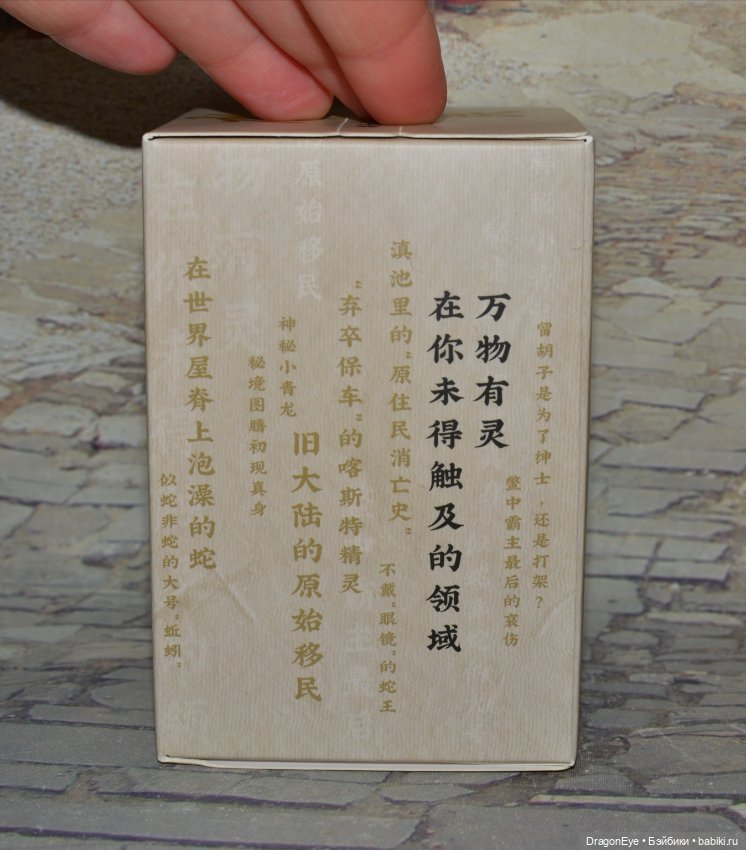 留胡子是为了绅士，还是打架？
鳖中霸主最后的哀伤
万物有灵
在你未得触及的领域
滇池里的“原住民消亡史”
不戴“眼镜”的蛇王
“弃卒保车”的喀斯特精灵
旧大陆的原始移民
神秘小青龙
秘境图腾初现真身
在世界屋脊上泡澡的蛇
似蛇非蛇的大号“蚯蚓”
原始移民
DragonEye • Бэйбики • babiki.ru